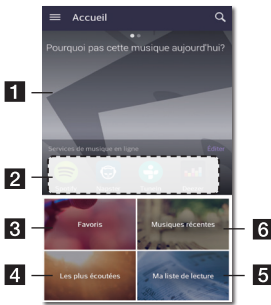 Accueil
Pourquoi pas cette musique aujourd'hui?
1
Services de musique en ligne
Éditer
2
3
Favoris
Musiques récentes
6
4
Les plus écoutées
Ma liste de lecture
5